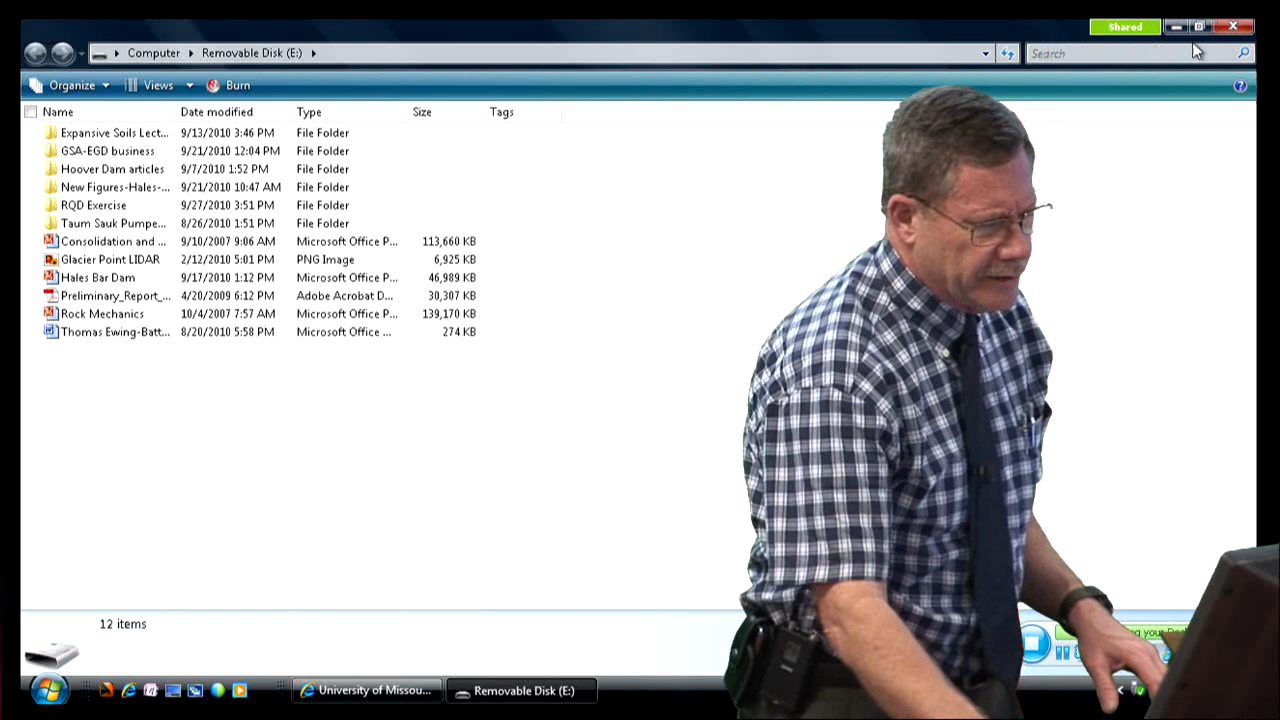 Shared
Computer Removable Disk (E:)
Search
Organize Views Burn
Name Date modified Type Size Tags
Expansive Soils Lect... 9/13/2010 3:46 PM File Folder
GSA-EGD business 9/21/2010 12:04 PM File Folder
Hoover Dam articles 9/7/2010 1:52 PM File Folder
New Figures-Hales-... 9/21/2010 10:47 AM File Folder
RQD Exercise 9/27/2010 3:51 PM File Folder
Taum Sauk Pumpe... 8/26/2010 1:51 PM File Folder
Consolidation and ... 9/10/2007 9:06 AM Microsoft Office P... 113,660 KB
Glacier Point LIDAR 2/12/2010 5:01 PM PNG Image 6,925 KB
Hales Bar Dam 9/17/2010 1:12 PM Microsoft Office P... 46,989 KB
Preliminary_Report_... 4/20/2009 6:12 PM Adobe Acrobat D... 30,307 KB
Rock Mechanics 10/4/2007 7:57 AM Microsoft Office P... 139,170 KB
Thomas Ewing-Batt... 8/20/2010 5:58 PM Microsoft Office ... 274 KB
12 items
your
University of Missou... Removable Disk (E:)